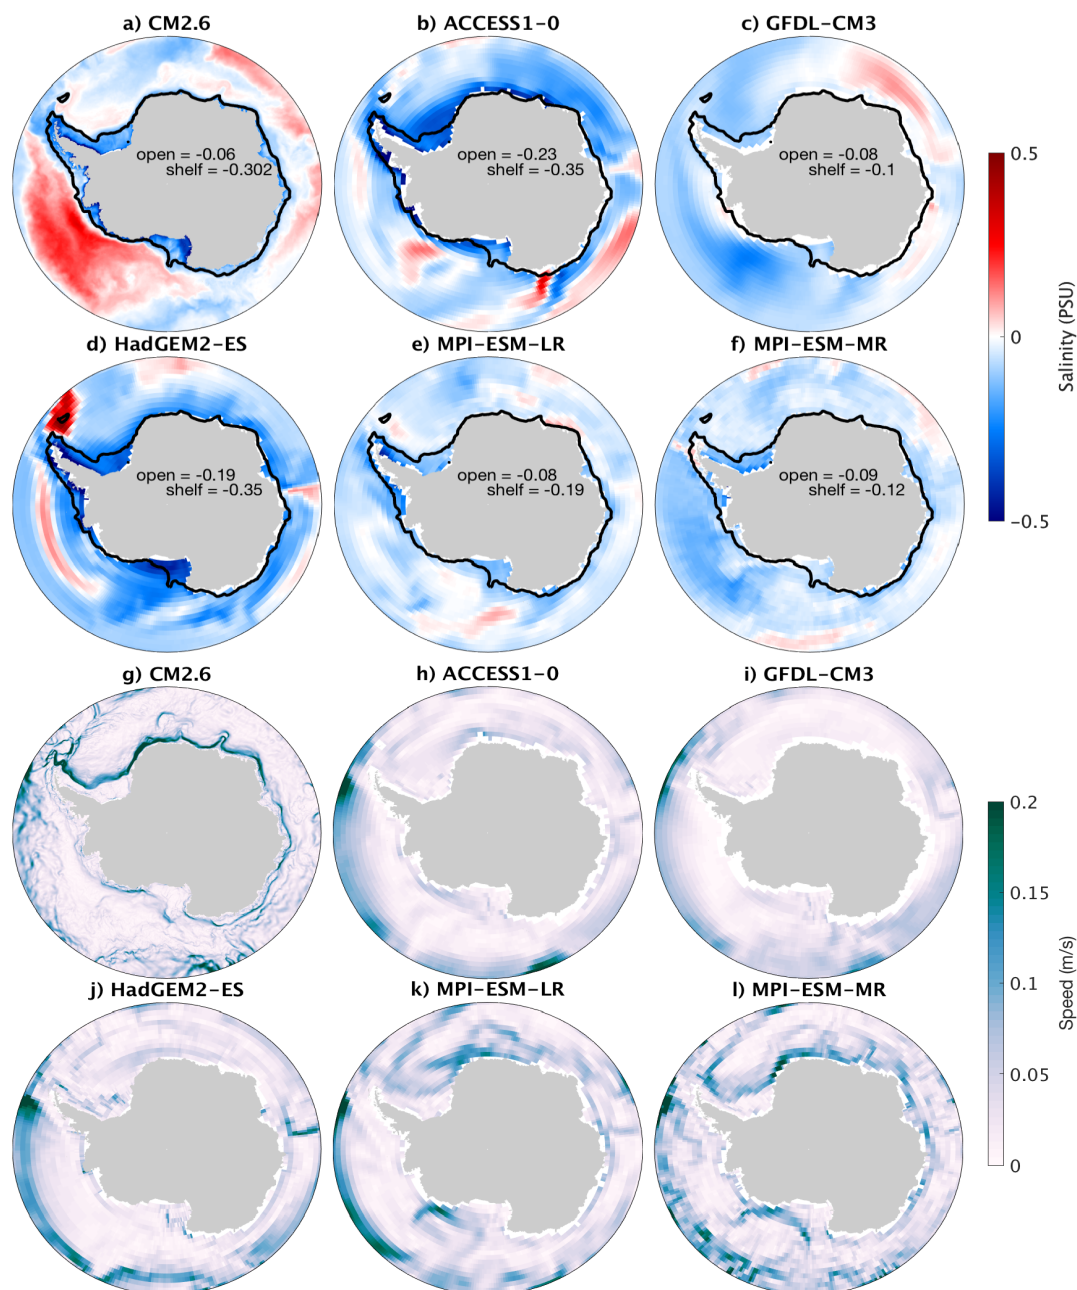 a) CM2.6
b) ACCESS1-0
c) GFDL-CM3
open = -0.06
shelf = -0.302
open = -0.23
shelf = -0.35
open = -0.08
shelf = -0.1
0.5
0
-0.5
Salinity (PSU)
d) HadGEM2-ES
e) MPI-ESM-LR
f) MPI-ESM-MR
open = -0.19
shelf = -0.35
open = -0.08
shelf = -0.19
open = -0.09
shelf = -0.12
g) CM2.6
h) ACCESS1-0
i) GFDL-CM3
0.2
0.15
0.1
0.05
0
Speed (m/s)
j) HadGEM2-ES
k) MPI-ESM-LR
l) MPI-ESM-MR